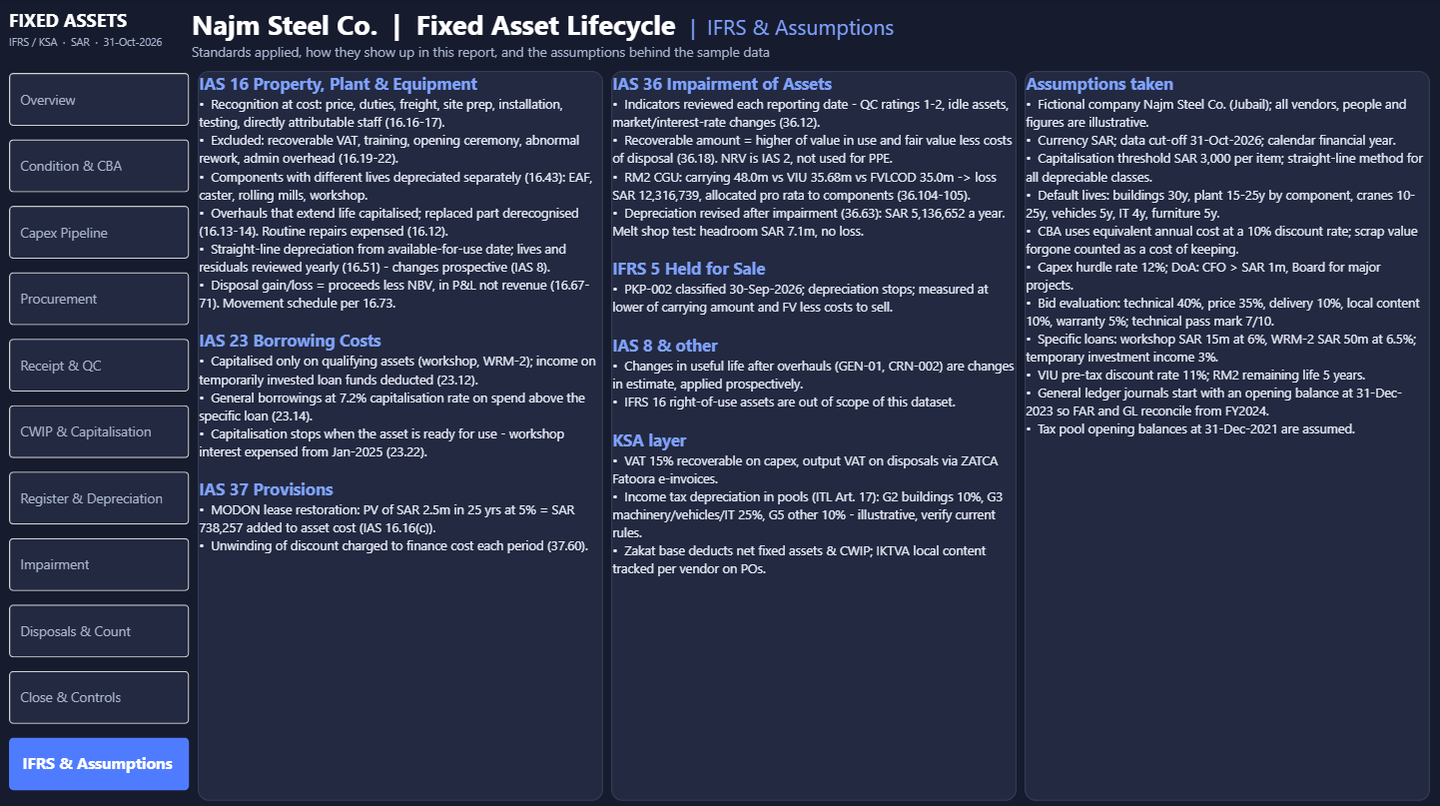 FIXED ASSETS
IFRS / KSA · SAR · 31-Oct-2026
Najm Steel Co. | Fixed Asset Lifecycle | IFRS & Assumptions
Standards applied, how they show up in this report, and the assumptions behind the sample data
Overview
Condition & CBA
Capex Pipeline
Procurement
Receipt & QC
CWIP & Capitalisation
Register & Depreciation
Impairment
Disposals & Count
Close & Controls
IFRS & Assumptions
IAS 16 Property, Plant & Equipment
• Recognition at cost: price, duties, freight, site prep, installation,
testing, directly attributable staff (16.16-17).
• Excluded: recoverable VAT, training, opening ceremony, abnormal
rework, admin overhead (16.19-22).
• Components with different lives depreciated separately (16.43): EAF,
caster, rolling mills, workshop.
• Overhauls that extend life capitalised; replaced part derecognised
(16.13-14). Routine repairs expensed (16.12).
• Straight-line depreciation from available-for-use date; lives and
residuals reviewed yearly (16.51) - changes prospective (IAS 8).
• Disposal gain/loss = proceeds less NBV, in P&L not revenue (16.67-
71). Movement schedule per 16.73.
IAS 23 Borrowing Costs
• Capitalised only on qualifying assets (workshop, WRM-2); income on
temporarily invested loan funds deducted (23.12).
• General borrowings at 7.2% capitalisation rate on spend above the
specific loan (23.14).
• Capitalisation stops when the asset is ready for use - workshop
interest expensed from Jan-2025 (23.22).
IAS 37 Provisions
• MODON lease restoration: PV of SAR 2.5m in 25 yrs at 5% = SAR
738,257 added to asset cost (IAS 16.16(c)).
• Unwinding of discount charged to finance cost each period (37.60).
IAS 36 Impairment of Assets
• Indicators reviewed each reporting date - QC ratings 1-2, idle assets,
market/interest-rate changes (36.12).
• Recoverable amount = higher of value in use and fair value less costs
of disposal (36.18). NRV is IAS 2, not used for PPE.
• RM2 CGU: carrying 48.0m vs VIU 35.68m vs FVLCOD 35.0m -> loss
SAR 12,316,739, allocated pro rata to components (36.104-105).
• Depreciation revised after impairment (36.63): SAR 5,136,652 a year.
Melt shop test: headroom SAR 7.1m, no loss.
IFRS 5 Held for Sale
• PKP-002 classified 30-Sep-2026; depreciation stops; measured at
lower of carrying amount and FV less costs to sell.
IAS 8 & other
• Changes in useful life after overhauls (GEN-01, CRN-002) are changes
in estimate, applied prospectively.
• IFRS 16 right-of-use assets are out of scope of this dataset.
KSA layer
• VAT 15% recoverable on capex, output VAT on disposals via ZATCA
Fatoora e-invoices.
• Income tax depreciation in pools (ITL Art. 17): G2 buildings 10%, G3
machinery/vehicles/IT 25%, G5 other 10% - illustrative, verify current
rules.
• Zakat base deducts net fixed assets & CWIP; IKTVA local content
tracked per vendor on POs.
Assumptions taken
• Fictional company Najm Steel Co. (Jubail); all vendors, people and
figures are illustrative.
• Currency SAR; data cut-off 31-Oct-2026; calendar financial year.
• Capitalisation threshold SAR 3,000 per item; straight-line method for
all depreciable classes.
• Default lives: buildings 30y, plant 15-25y by component, cranes 10-
25y, vehicles 5y, IT 4y, furniture 5y.
• CBA uses equivalent annual cost at a 10% discount rate; scrap value
forgone counted as a cost of keeping.
• Capex hurdle rate 12%; DoA: CFO > SAR 1m, Board for major
projects.
• Bid evaluation: technical 40%, price 35%, delivery 10%, local content
10%, warranty 5%; technical pass mark 7/10.
• Specific loans: workshop SAR 15m at 6%, WRM-2 SAR 50m at 6.5%;
temporary investment income 3%.
• VIU pre-tax discount rate 11%; RM2 remaining life 5 years.
• General ledger journals start with an opening balance at 31-Dec-
2023 so FAR and GL reconcile from FY2024.
• Tax pool opening balances at 31-Dec-2021 are assumed.